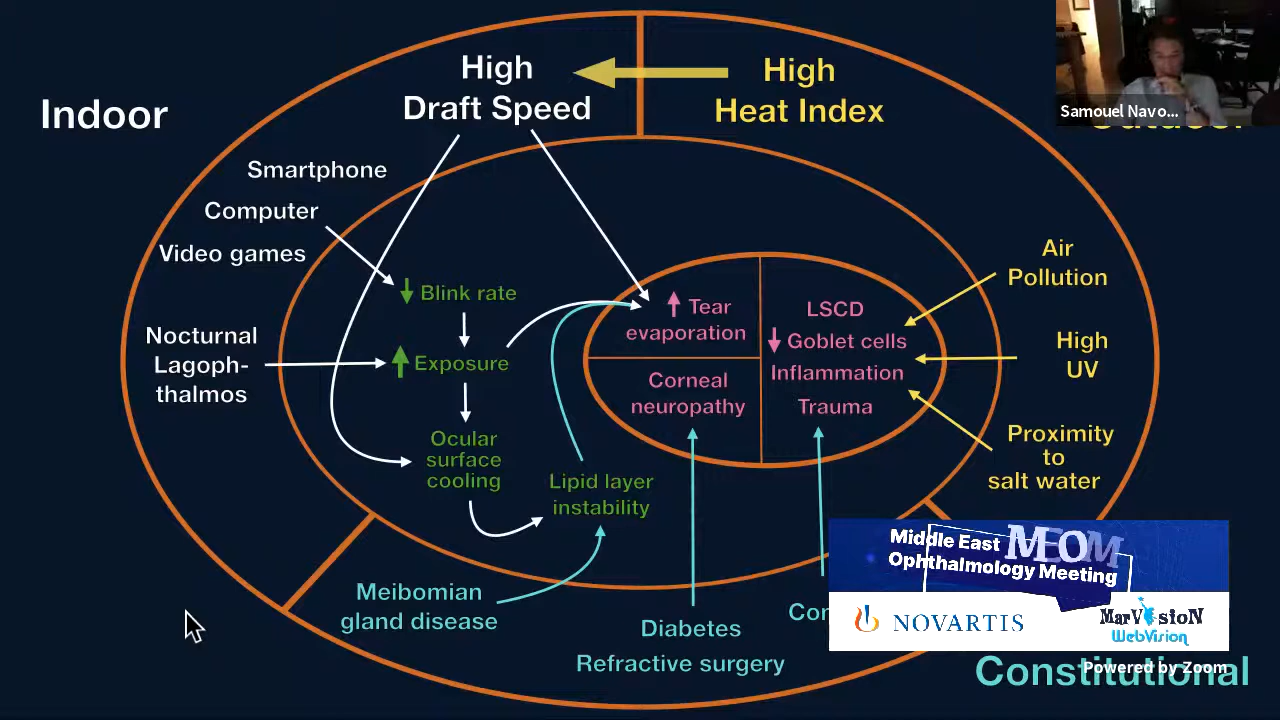 High
Draft Speed
High
Heat Index
Samouel Navo...
Indoor
Smartphone
Computer
Video games
Nocturnal
Lagoph-
thalmos
Blink rate
Exposure
Ocular
surface
cooling
Lipid layer
instability
Tear
evaporation
Corneal
neuropathy
LSCD
Goblet cells
Inflammation
Trauma
Air
Pollution
High
UV
Proximity
to
salt water
Meibomian
gland disease
Diabetes
Refractive surgery
Middle East MEOM
Ophthalmology Meeting
NOVARTIS
MarVision
WebVision
Powered by Zoom
Constitutional